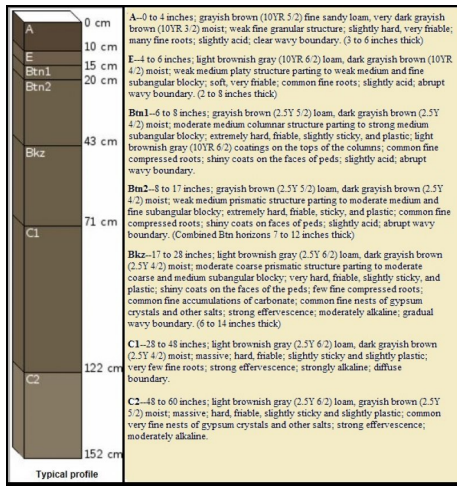 A
0 cm
10 cm
E
15 cm
Btn1
20 cm
Btn2
43 cm
Bkz
71 cm
C1
122 cm
C2
152 cm
Typical profile
A--0 to 4 inches; grayish brown (10YR 5/2) fine sandy loam, very dark grayish
brown (10YR 3/2) moist; weak fine granular structure; slightly hard, very friable;
many fine roots; slightly acid; clear wavy boundary. (3 to 6 inches thick)
E--4 to 6 inches; light brownish gray (10YR 6/2) loam, dark grayish brown (10YR
4/2) moist; weak medium platy structure parting to weak medium and fine
subangular blocky; soft, very friable; common fine roots; slightly acid; abrupt
wavy boundary. (2 to 8 inches thick)
Btn1--6 to 8 inches; grayish brown (2.5Y 5/2) loam, dark grayish brown (2.5Y
4/2) moist; moderate medium columnar structure parting to strong medium
subangular blocky; extremely hard, friable, slightly sticky, and plastic; light
brownish gray (10YR 6/2) coatings on the tops of the columns; common fine
compressed roots; shiny coats on the faces of peds; slightly acid; abrupt
wavy boundary.
Btn2--8 to 17 inches; grayish brown (2.5Y 5/2) loam, dark grayish brown (2.5Y
4/2) moist; weak medium prismatic structure parting to moderate medium and
fine subangular blocky; extremely hard, friable, sticky, and plastic; common fine
compressed roots; shiny coats on faces of peds; slightly acid; abrupt wavy
boundary. (Combined Btn horizons 7 to 12 inches thick)
Bkz--17 to 28 inches; light brownish gray (2.5Y 6/2) loam, dark grayish brown
(2.5Y 4/2) moist; moderate coarse prismatic structure parting to moderate
coarse and medium subangular blocky; very hard, friable, slightly sticky, and
plastic; shiny coats on the faces of the peds; few fine compressed roots;
common fine accumulations of carbonate; common fine nests of gypsum
crystals and other salts; strong effervescence; moderately alkaline; gradual
wavy boundary. (6 to 14 inches thick)
C1--28 to 48 inches; light brownish gray (2.5Y 6/2) loam, dark grayish brown
(2.5Y 4/2) moist; massive; hard, friable; slightly sticky and slightly plastic;
very few fine roots; strong effervescence; strongly alkaline; diffuse
boundary.
C2--48 to 60 inches; light brownish gray (2.5Y 6/2) loam, grayish brown (2.5Y
5/2) moist; massive; hard, friable, slightly sticky and slightly plastic; common
very fine nests of gypsum crystals and other salts; strong effervescence;
moderately alkaline.